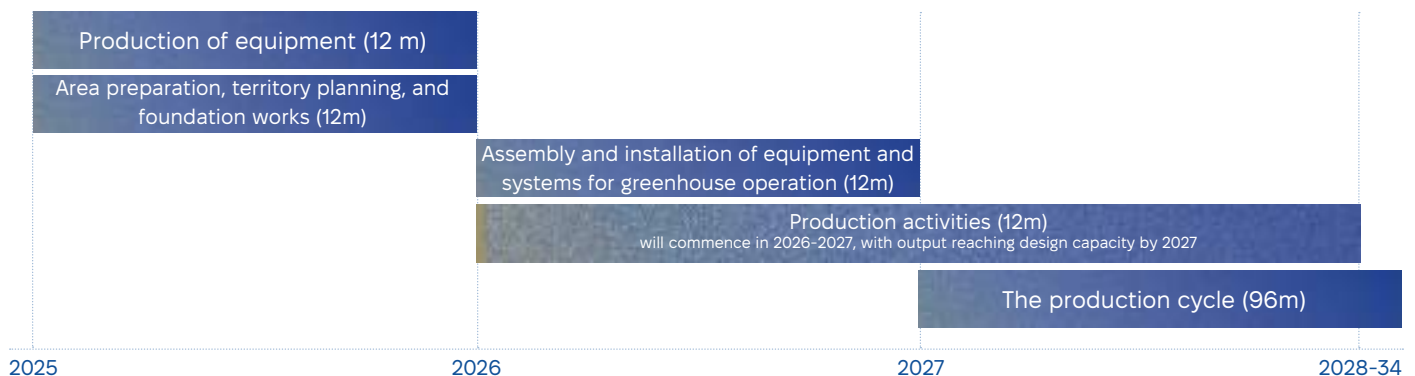 Production of equipment (12 m)
Area preparation, territory planning, and
foundation works (12m)
Assembly and installation of equipment and
systems for greenhouse operation (12m)
Production activities (12m)
will commence in 2026-2027, with output reaching design capacity by 2027
The production cycle (96m)
2025
2026
2027
2028-34